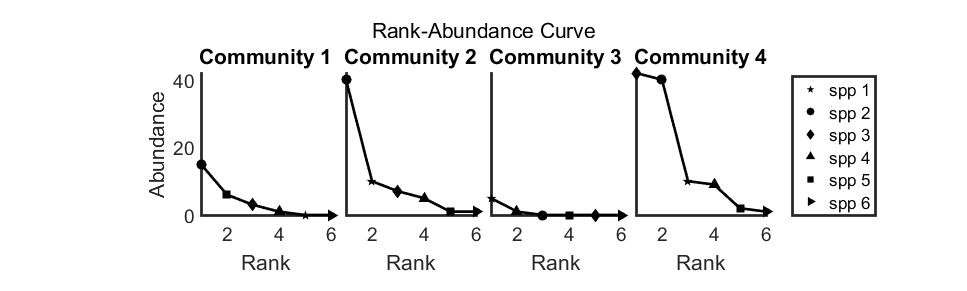 Rank-Abundance Curve
Community 1 Community 2 Community 3 Community 4
Abundance
40
20
0
2 4 6
2 4 6
2 4 6
2 4 6
Rank Rank Rank Rank
spp 1
spp 2
spp 3
spp 4
spp 5
spp 6